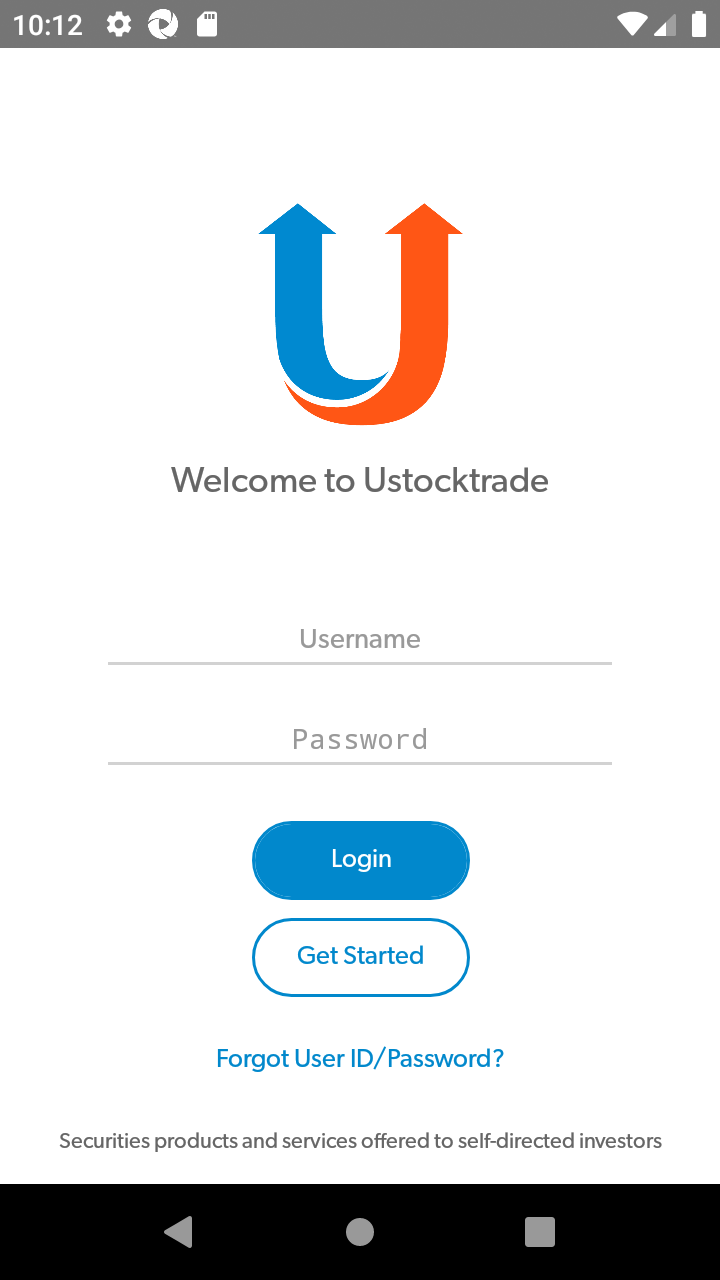 10:12
Welcome to Ustocktrade
Username
Password
Login
Get Started
Forgot User ID/Password?
Securities products and services offered to self-directed investors